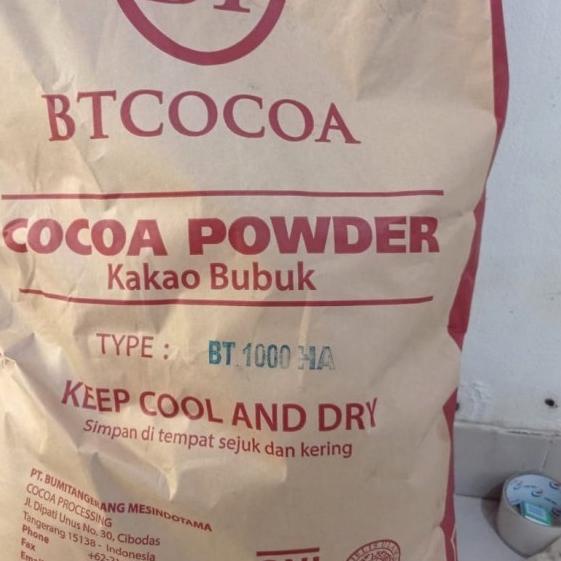 BT
BTCOCOA
COCOA POWDER
Kakao Bubuk
TYPE : BT 1000 HA
KEEP COOL AND DRY
Simpan di tempat sejuk dan kering
PT. BUMITANGERANG MESINDOTAMA
COCOA PROCESSING
Jl. Dipati Unus No. 30, Cibodas
Tangerang 15138 - Indonesia
Phone
Fax